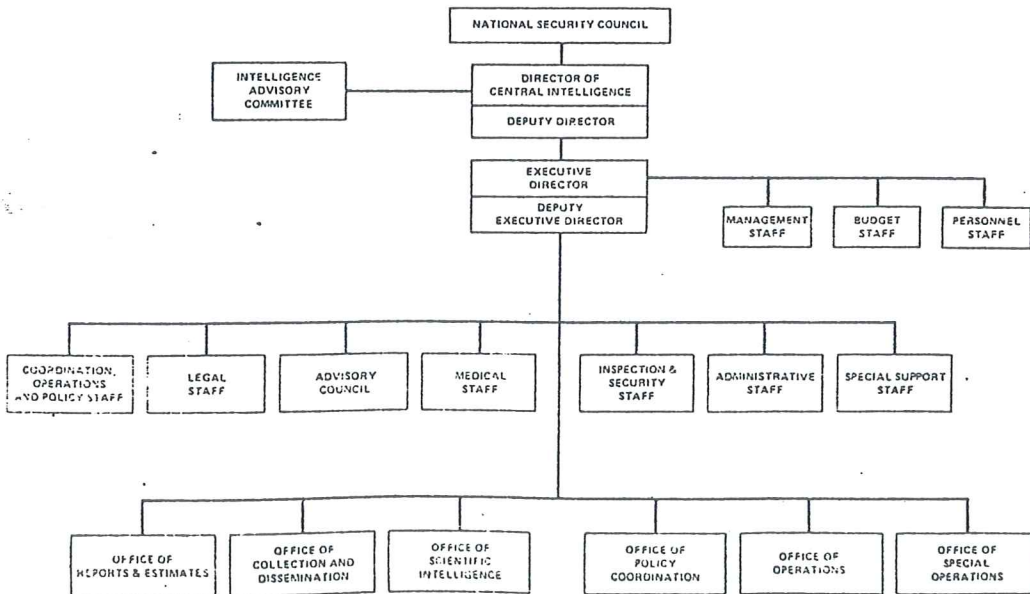 NATIONAL SECURITY COUNCIL
INTELLIGENCE
ADVISORY
COMMITTEE
DIRECTOR OF
CENTRAL INTELLIGENCE
DEPUTY DIRECTOR
EXECUTIVE
DIRECTOR
DEPUTY
EXECUTIVE DIRECTOR
MANAGEMENT
STAFF
BUDGET
STAFF
PERSONNEL
STAFF
COORDINATION,
OPERATIONS
AND POLICY STAFF
LEGAL
STAFF
ADVISORY
COUNCIL
MEDICAL
STAFF
INSPECTION &
SECURITY
STAFF
ADMINISTRATIVE
STAFF
SPECIAL SUPPORT
STAFF
OFFICE OF
REPORTS & ESTIMATES
OFFICE OF
COLLECTION AND
DISSEMINATION
OFFICE OF
SCIENTIFIC
INTELLIGENCE
OFFICE OF
POLICY
COORDINATION
OFFICE OF
OPERATIONS
OFFICE OF
SPECIAL
OPERATIONS